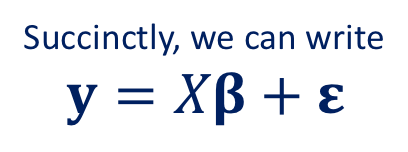 Succinctly, we can write
y = Xβ + ε